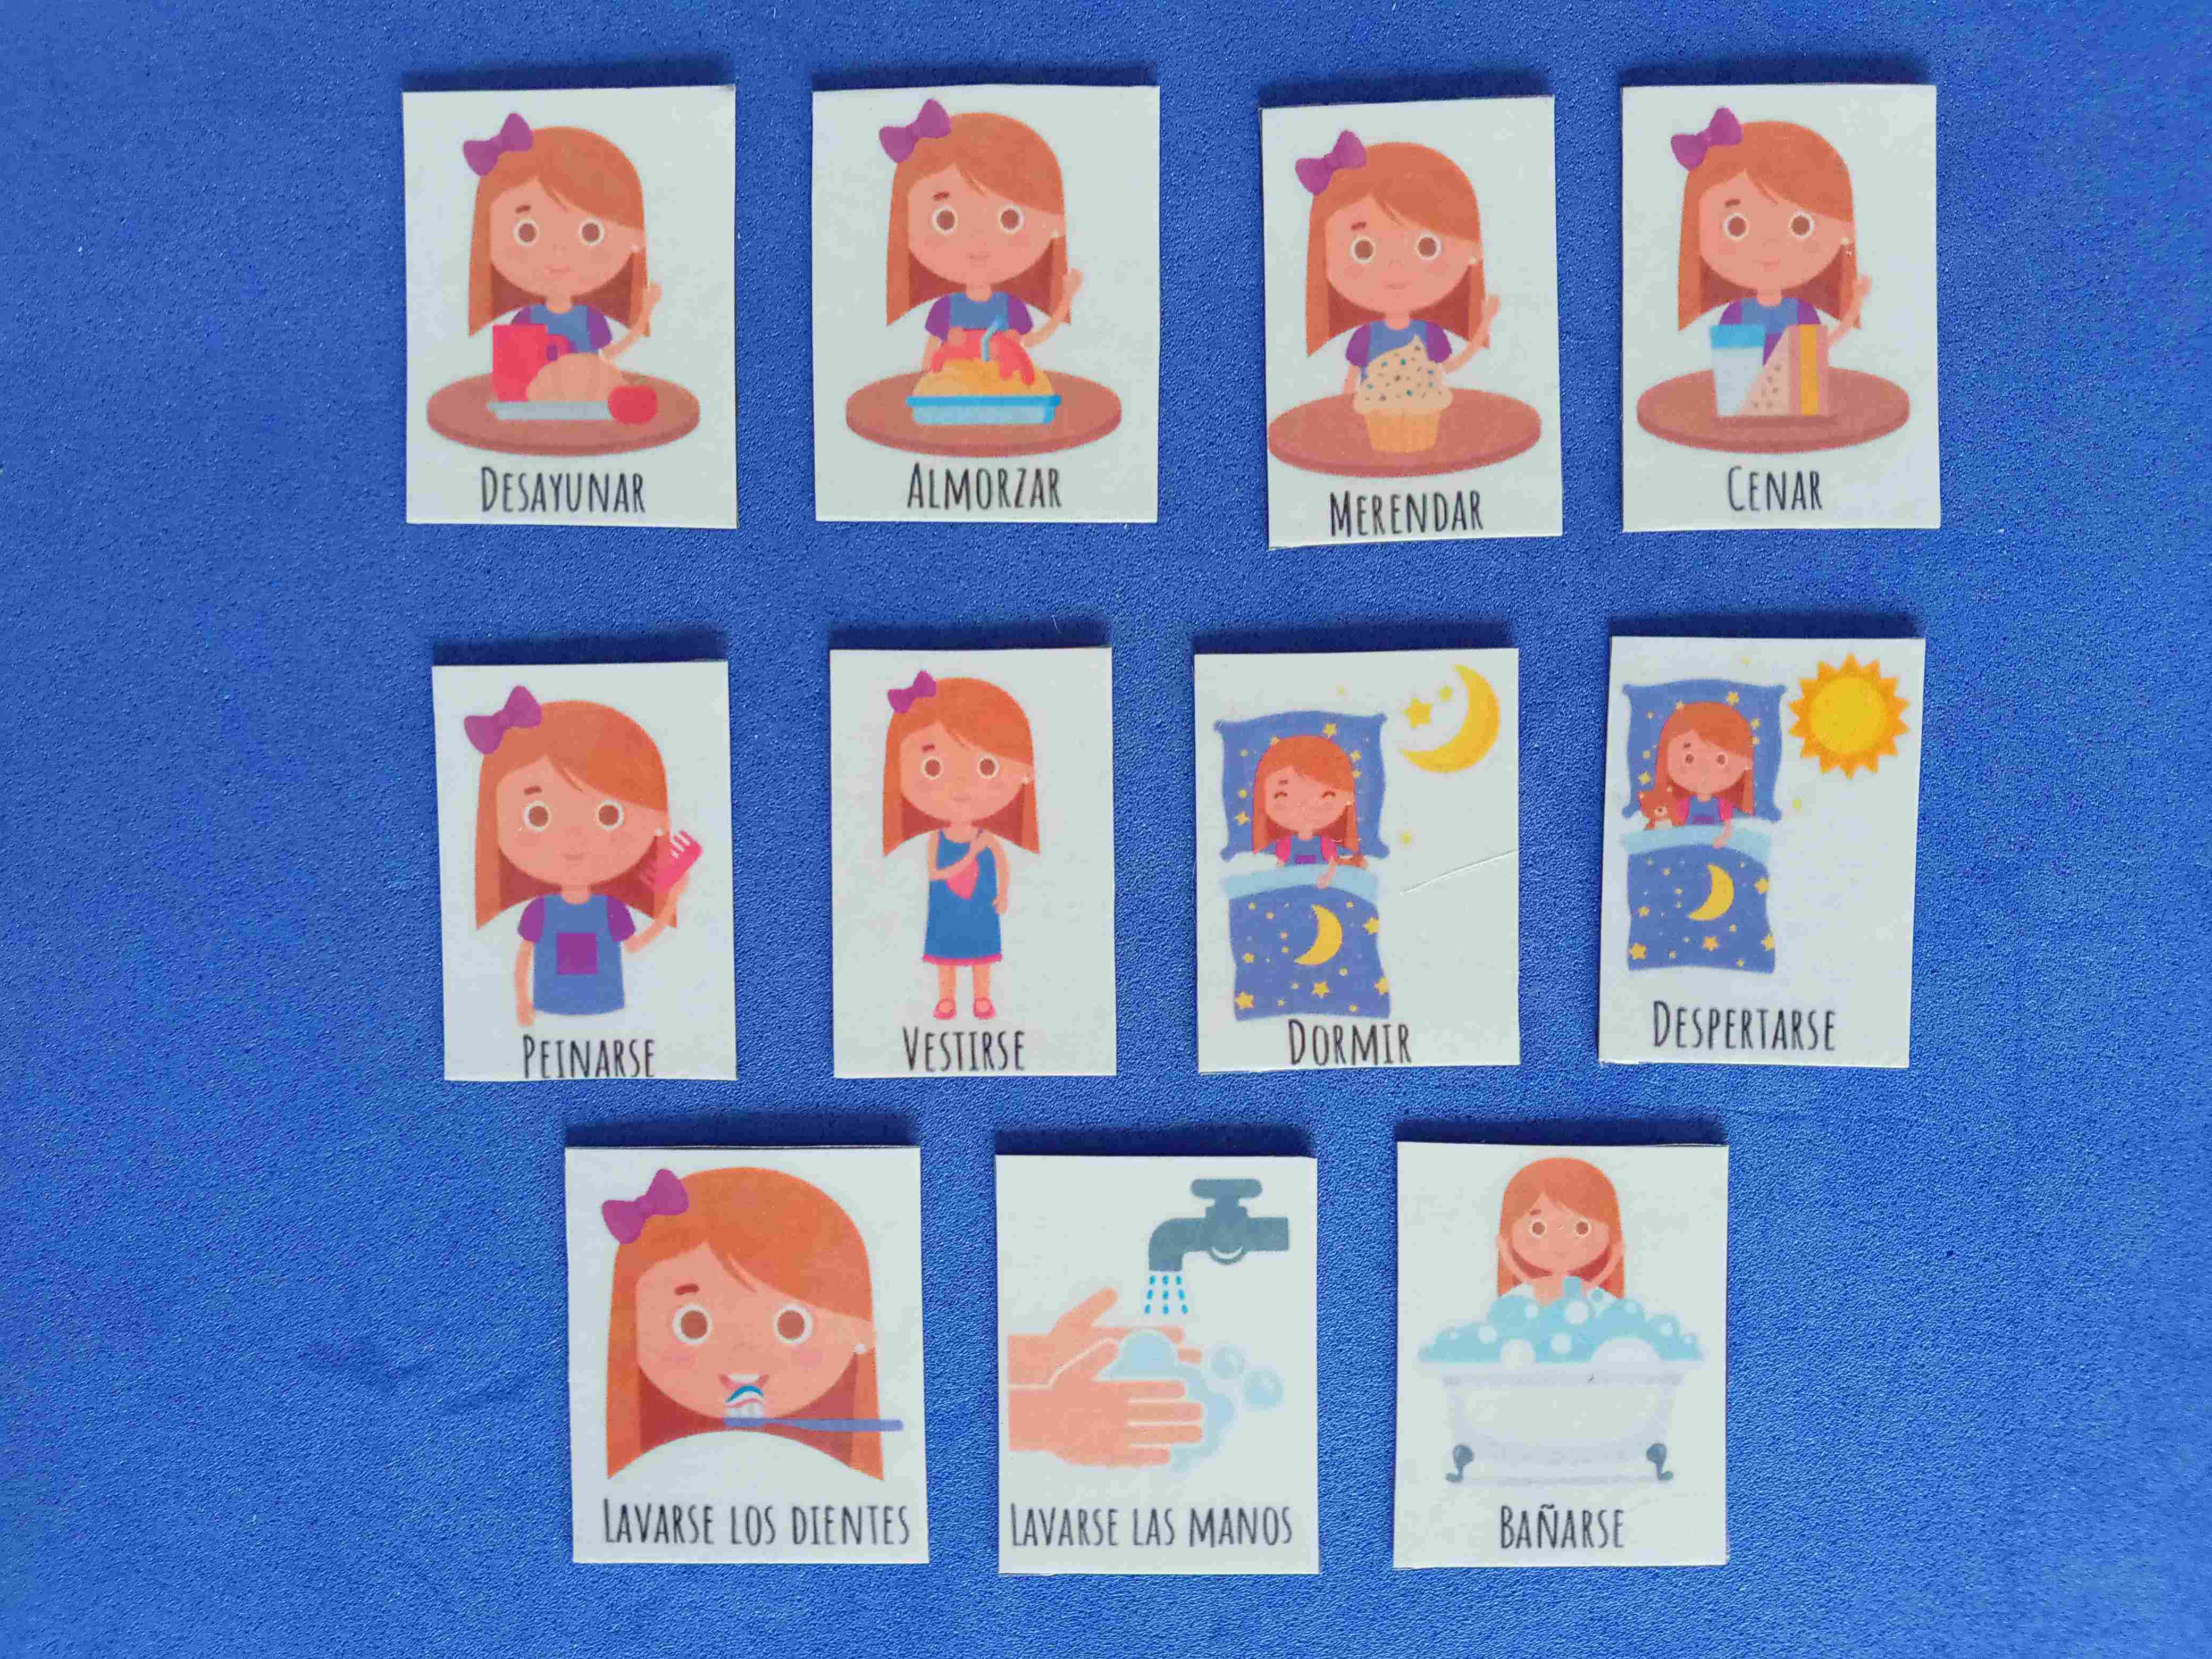 DESAYUNAR
ALMORZAR
MERENDAR
CENAR
PEINARSE
VESTIRSE
DORMIR
DESPERTARSE
LAVARSE LOS DIENTES
LAVARSE LAS MANOS
BAÑARSE